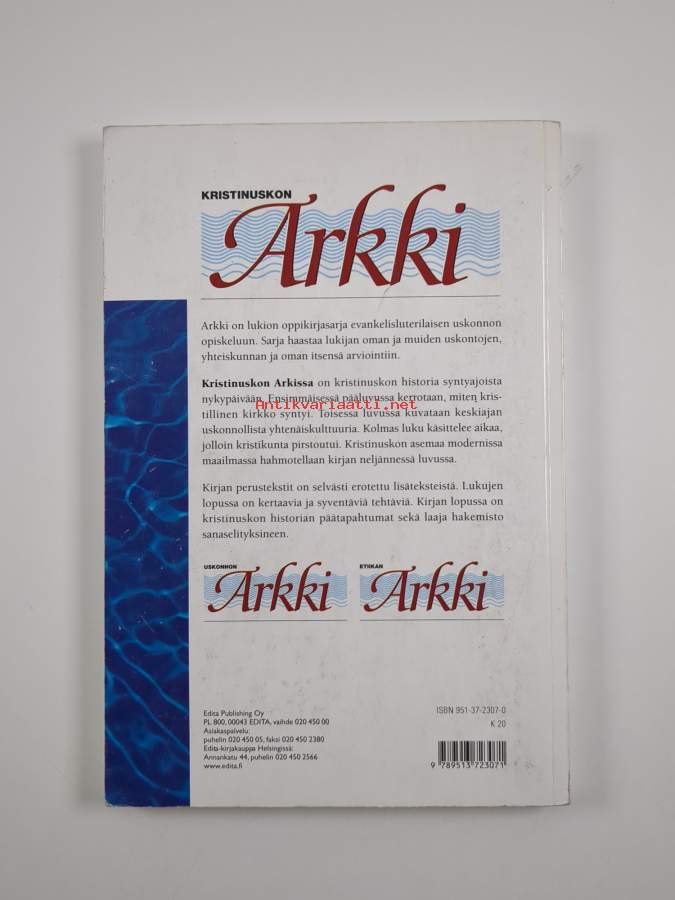 KRISTINUSKON
Arkki
Arkki on lukion oppikirjasarja evankelisluterilaisen uskonnon
opiskeluun. Sarja haastaa lukijan oman ja muiden uskontojen,
yhteiskunnan ja oman itsensä arviointiin.
Kristinuskon Arkissa on kristinuskon historia syntyajoista
nykypäivään. Ensimmäisessä pääluvussa kerrotaan, miten kris-
Antikvariaatti.net
tillinen kirkko syntyi. Toisessa luvussa kuvataan keskiajan
uskonnollista yhtenäiskulttuuria. Kolmas luku käsittelee aikaa,
jolloin kristikunta pirstoutui. Kristinuskon asemaa modernissa
maailmassa hahmotellaan kirjan neljännessä luvussa.
Kirjan perustekstit on selvästi erotettu lisäteksteistä. Lukujen
lopussa on kertaavia ja syventäviä tehtäviä. Kirjan lopussa on
kristinuskon historian päätapahtumat sekä laaja hakemisto
sanaselityksineen.
USKONNON
Arkki
ETIIKAN
Arkki
Edita Publishing Oy
PL 800, 00043 EDITA, vaihde 020 450 00
Asiakaspalvelu:
puhelin 020 450 05, faksi 020 450 2380
Edita-kirjakauppa Helsingissä:
Annankatu 44, puhelin 020 450 2566
www.edita.fi
ISBN 951-37-2307-0
K 20
9 789513 723071